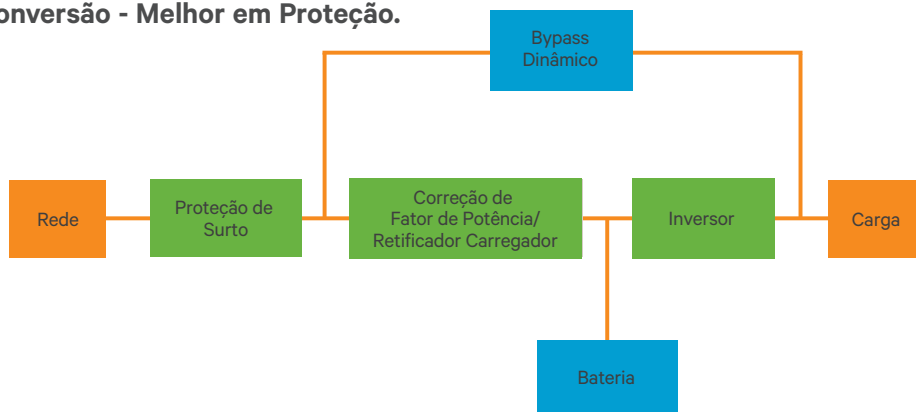 onversão - Melhor em Proteção.
Bypass
Dinâmico
Rede
Proteção de
Surto
Correção de
Fator de Potência/
Retificador Carregador
Inversor
Carga
Bateria